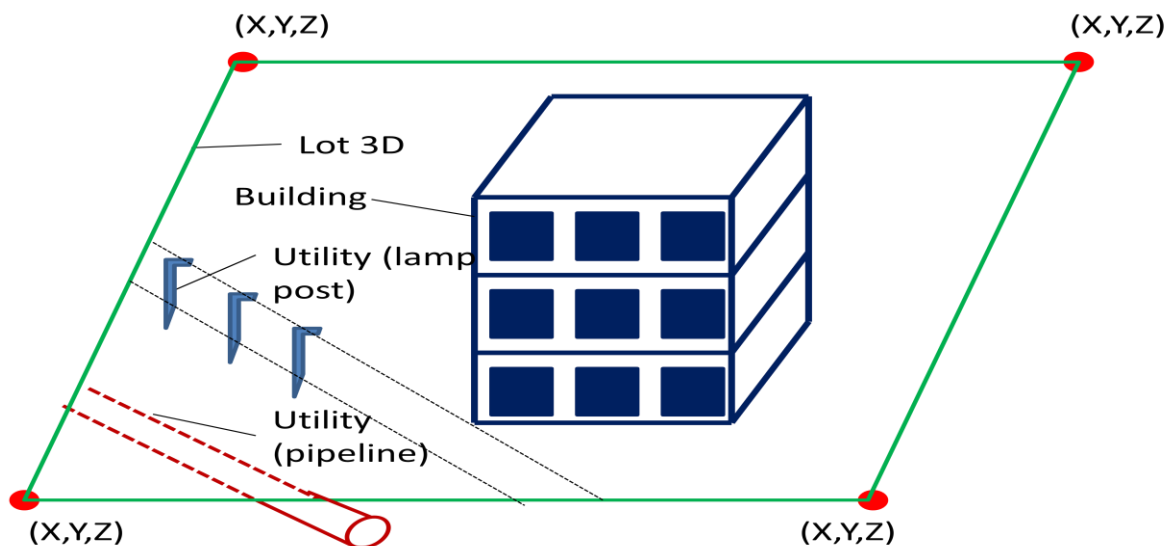 (X,Y,Z)
(X,Y,Z)
Lot 3D
Building
Utility (lamp
post)
Utility
(pipeline)
(X,Y,Z)
(X,Y,Z)